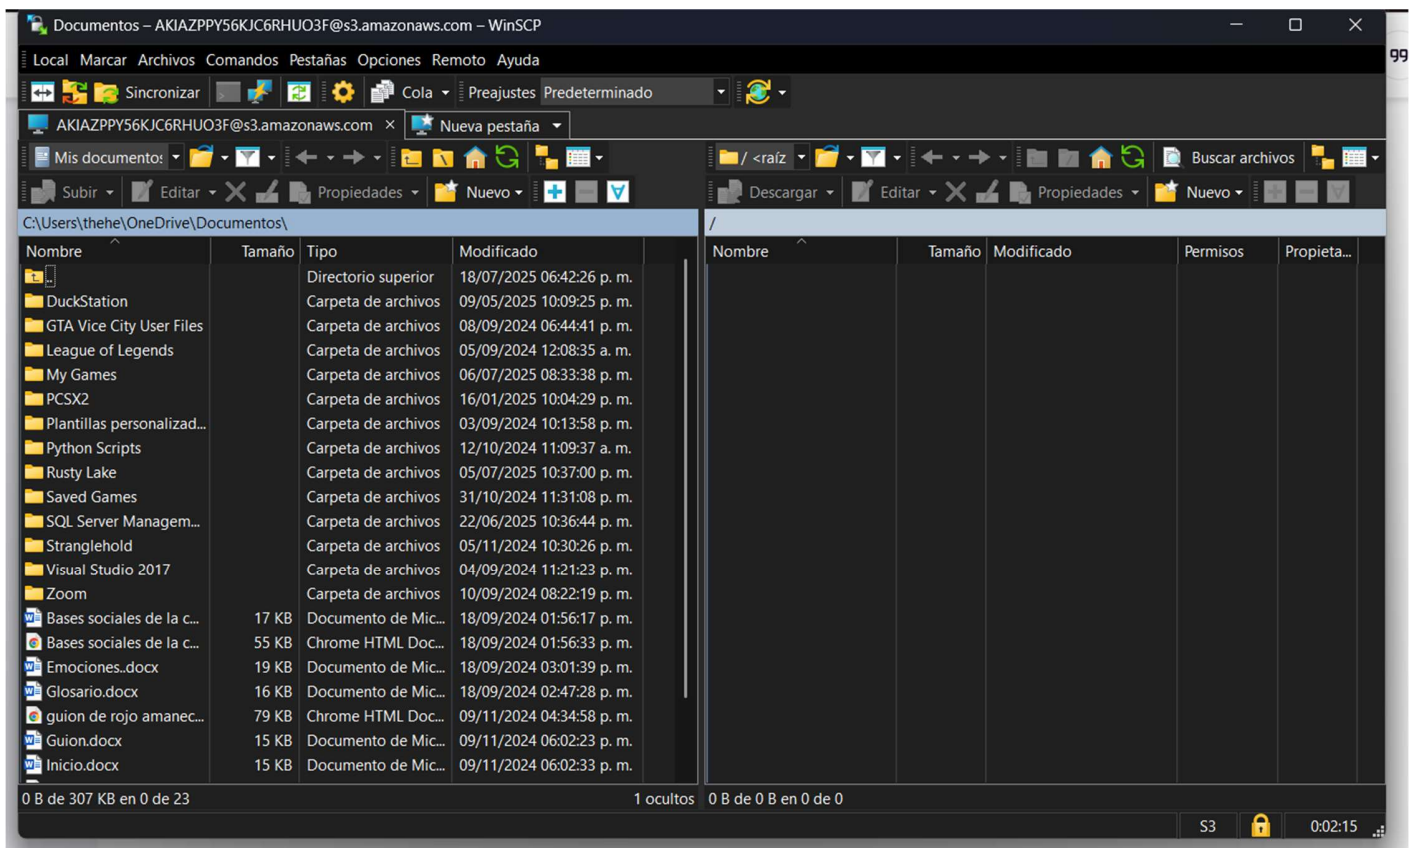 Documentos – AKIAZPPY56KJC6RHUO3F@s3.amazonaws.com – WinSCP
99
Local Marcar Archivos Comandos Pestañas Opciones Remoto Ayuda
Sincronizar Cola Preajustes Predeterminado
AKIAZPPY56KJC6RHUO3F@s3.amazonaws.com × Nueva pestaña
Mis documento: / <raíz Buscar archivos
Subir Editar Propiedades Nuevo Descargar Editar Propiedades Nuevo
C:\Users\thehe\OneDrive\Documentos\ /
Nombre Tamaño Tipo Modificado Nombre Tamaño Modificado Permisos Propieta...
.. Directorio superior 18/07/2025 06:42:26 p. m.
DuckStation Carpeta de archivos 09/05/2025 10:09:25 p. m.
GTA Vice City User Files Carpeta de archivos 08/09/2024 06:44:41 p. m.
League of Legends Carpeta de archivos 05/09/2024 12:08:35 a. m.
My Games Carpeta de archivos 06/07/2025 08:33:38 p. m.
PCSX2 Carpeta de archivos 16/01/2025 10:04:29 p. m.
Plantillas personalizad... Carpeta de archivos 03/09/2024 10:13:58 p. m.
Python Scripts Carpeta de archivos 12/10/2024 11:09:37 a. m.
Rusty Lake Carpeta de archivos 05/07/2025 10:37:00 p. m.
Saved Games Carpeta de archivos 31/10/2024 11:31:08 p. m.
SQL Server Managem... Carpeta de archivos 22/06/2025 10:36:44 p. m.
Stranglehold Carpeta de archivos 05/11/2024 10:30:26 p. m.
Visual Studio 2017 Carpeta de archivos 04/09/2024 11:21:23 p. m.
Zoom Carpeta de archivos 10/09/2024 08:22:19 p. m.
Bases sociales de la c... 17 KB Documento de Mic... 18/09/2024 01:56:17 p. m.
Bases sociales de la c... 55 KB Chrome HTML Doc... 18/09/2024 01:56:33 p. m.
Emociones..docx 19 KB Documento de Mic... 18/09/2024 03:01:39 p. m.
Glosario.docx 16 KB Documento de Mic... 18/09/2024 02:47:28 p. m.
guion de rojo amanec... 79 KB Chrome HTML Doc... 09/11/2024 04:34:58 p. m.
Guion.docx 15 KB Documento de Mic... 09/11/2024 06:02:23 p. m.
Inicio.docx 15 KB Documento de Mic... 09/11/2024 06:02:33 p. m.
0 B de 307 KB en 0 de 23 1 ocultos 0 B de 0 B en 0 de 0
S3 0:02:15